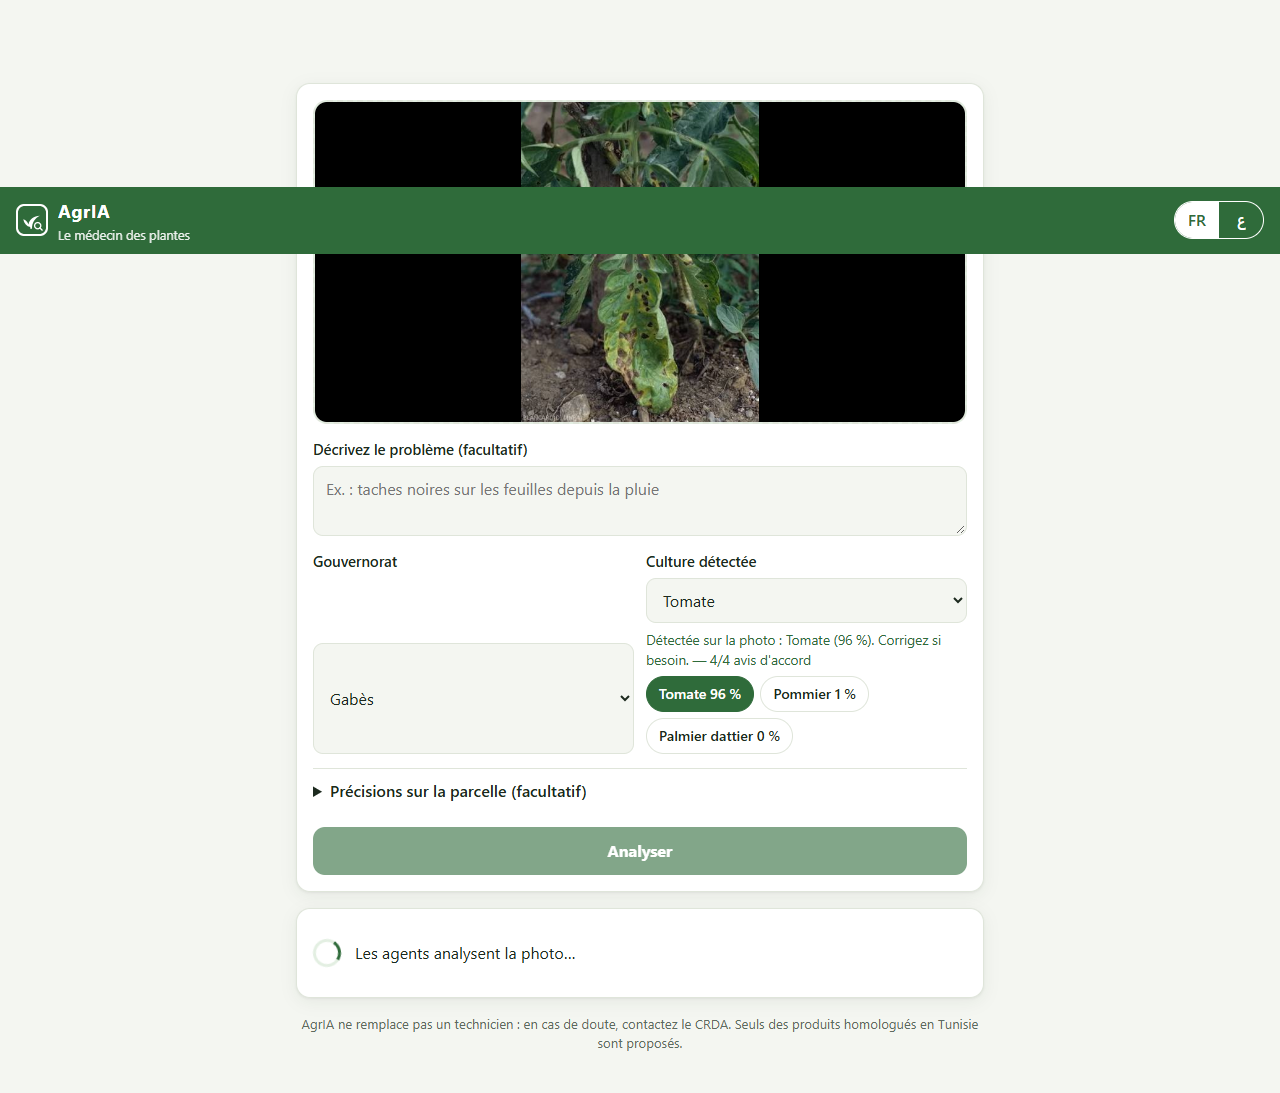 AgrIA
Le médecin des plantes
FR
ع
Décrivez le problème (facultatif)
Ex. : taches noires sur les feuilles depuis la pluie
Gouvernorat
Gabès
Culture détectée
Tomate
Détectée sur la photo : Tomate (96 %). Corrigez si
besoin. — 4/4 avis d'accord
Tomate 96 %
Pommier 1 %
Palmier dattier 0 %
Précisions sur la parcelle (facultatif)
Analyser
Les agents analysent la photo...
AgrIA ne remplace pas un technicien : en cas de doute, contactez le CRDA. Seuls des produits homologués en Tunisie
sont proposés.